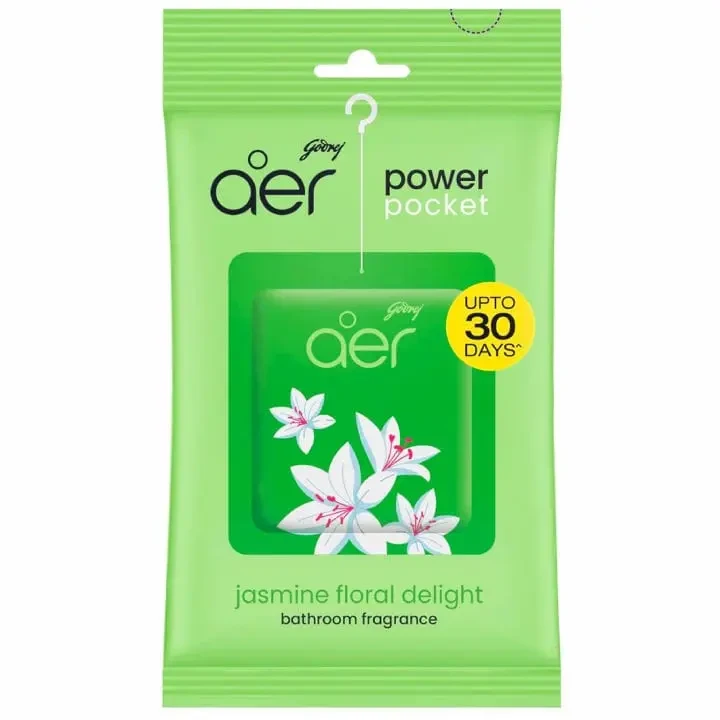 Godrej
aer
power
pocket
Godrej
aer
UPTO
30
DAYS^
jasmine floral delight
bathroom fragrance